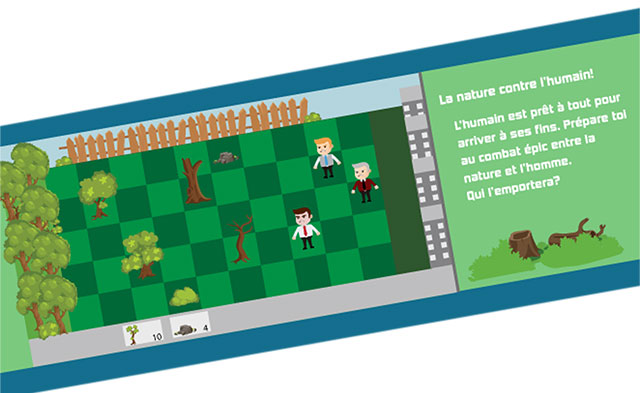 La nature contre l'humain!
L'humain est prêt à tout pour
arriver à ses fins. Prépare toi
au combat épic entre la
nature et l'homme.
Qui l'emportera?
10
4